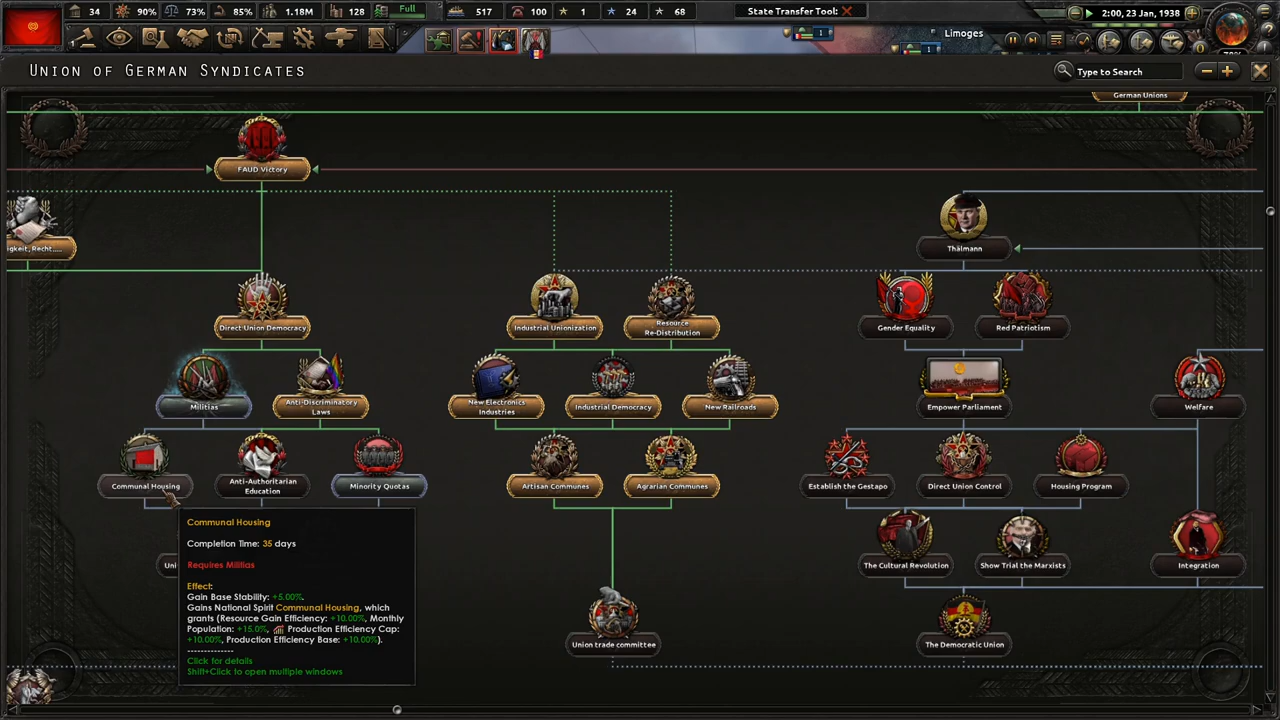 34
90%
73%
85%
1.18M
128
Full
517
100
1
24
68
State Transfer Tool:
2:00, 23 Jan, 1938
Limoges
1
1
UNION OF GERMAN SYNDICATES
Type to Search
German Unions
FAUD Victory
igkeit, Recht.....
Thälmann
Direct Union Democracy
Industrial Unionization
Resource
Re-Distribution
Gender Equality
Red Patriotism
Militias
Anti-Discriminatory
Laws
New Electronics
Industries
Industrial Democracy
New Railroads
Empower Parliament
Welfare
Communal Housing
Anti-Authoritarian
Education
Minority Quotas
Artisan Communes
Agrarian Communes
Establish the Gestapo
Direct Union Control
Housing Program
Communal Housing
Completion Time: 35 days
Requires Militias
Effect:
Gain Base Stability: +5.00%.
Gains National Spirit Communal Housing, which
grants (Resource Gain Efficiency: +10.00%, Monthly
Population: +15.0%, Production Efficiency Cap:
+10.00%, Production Efficiency Base: +10.00%).
--------------
Click for details
Shift+Click to open multiple windows
Uni
The Cultural Revolution
Show Trial the Marxists
Integration
Union trade committee
The Democratic Union